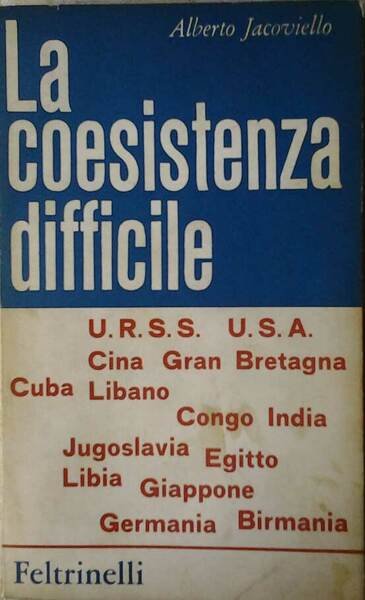 Alberto Jacoviello
La
coesistenza
difficile
U.R.S.S. U.S.A.
Cina Gran Bretagna
Cuba Libano
Congo India
Jugoslavia Egitto
Libia Giappone
Germania Birmania
Feltrinelli